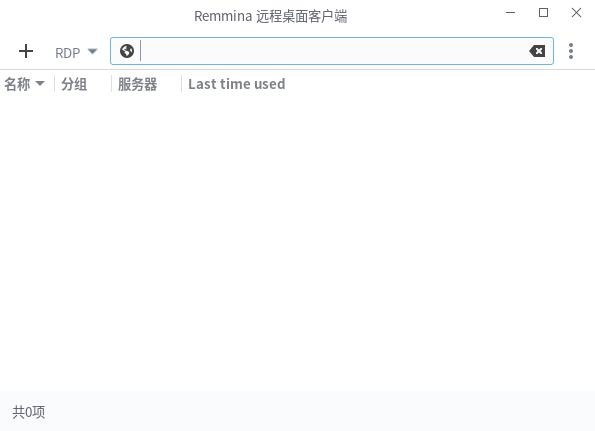 Remmina 远程桌面客户端
RDP
名称 分组 服务器 Last time used
共0项